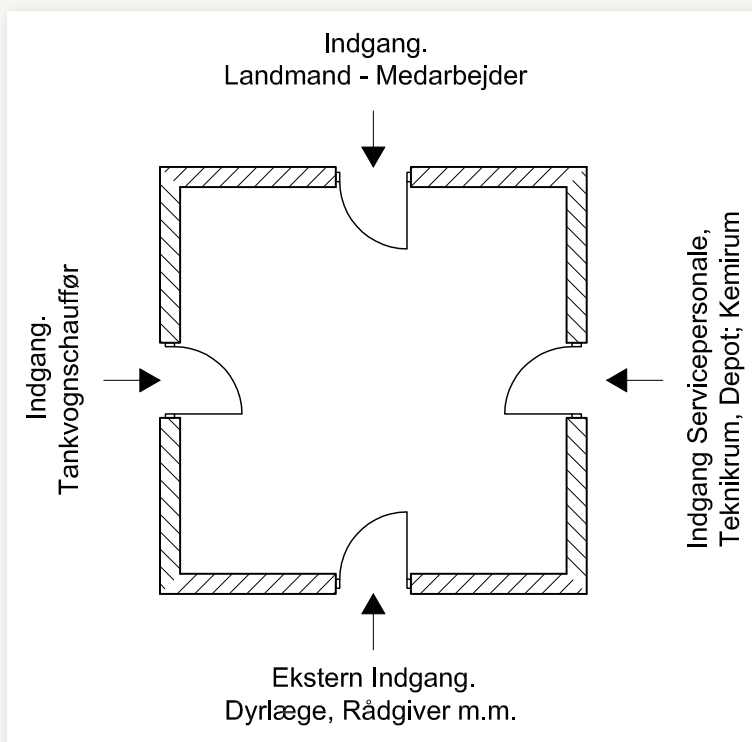 Indgang.
Landmand - Medarbejder
Indgang.
Tankvognschauffør
Indgang Servicepersonale,
Teknikrum, Depot; Kemirum
Ekstern Indgang.
Dyrlæge, Rådgiver m.m.